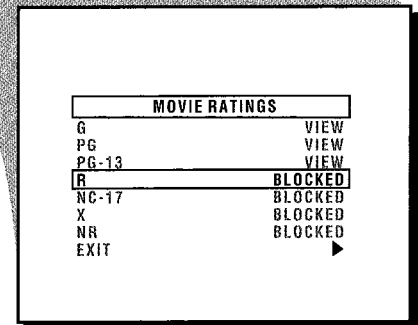 MOVIE RATINGS
G VIEW
PG VIEW
PG-13 VIEW
R BLOCKED
NC-17 BLOCKED
X BLOCKED
NR BLOCKED
EXIT ▶